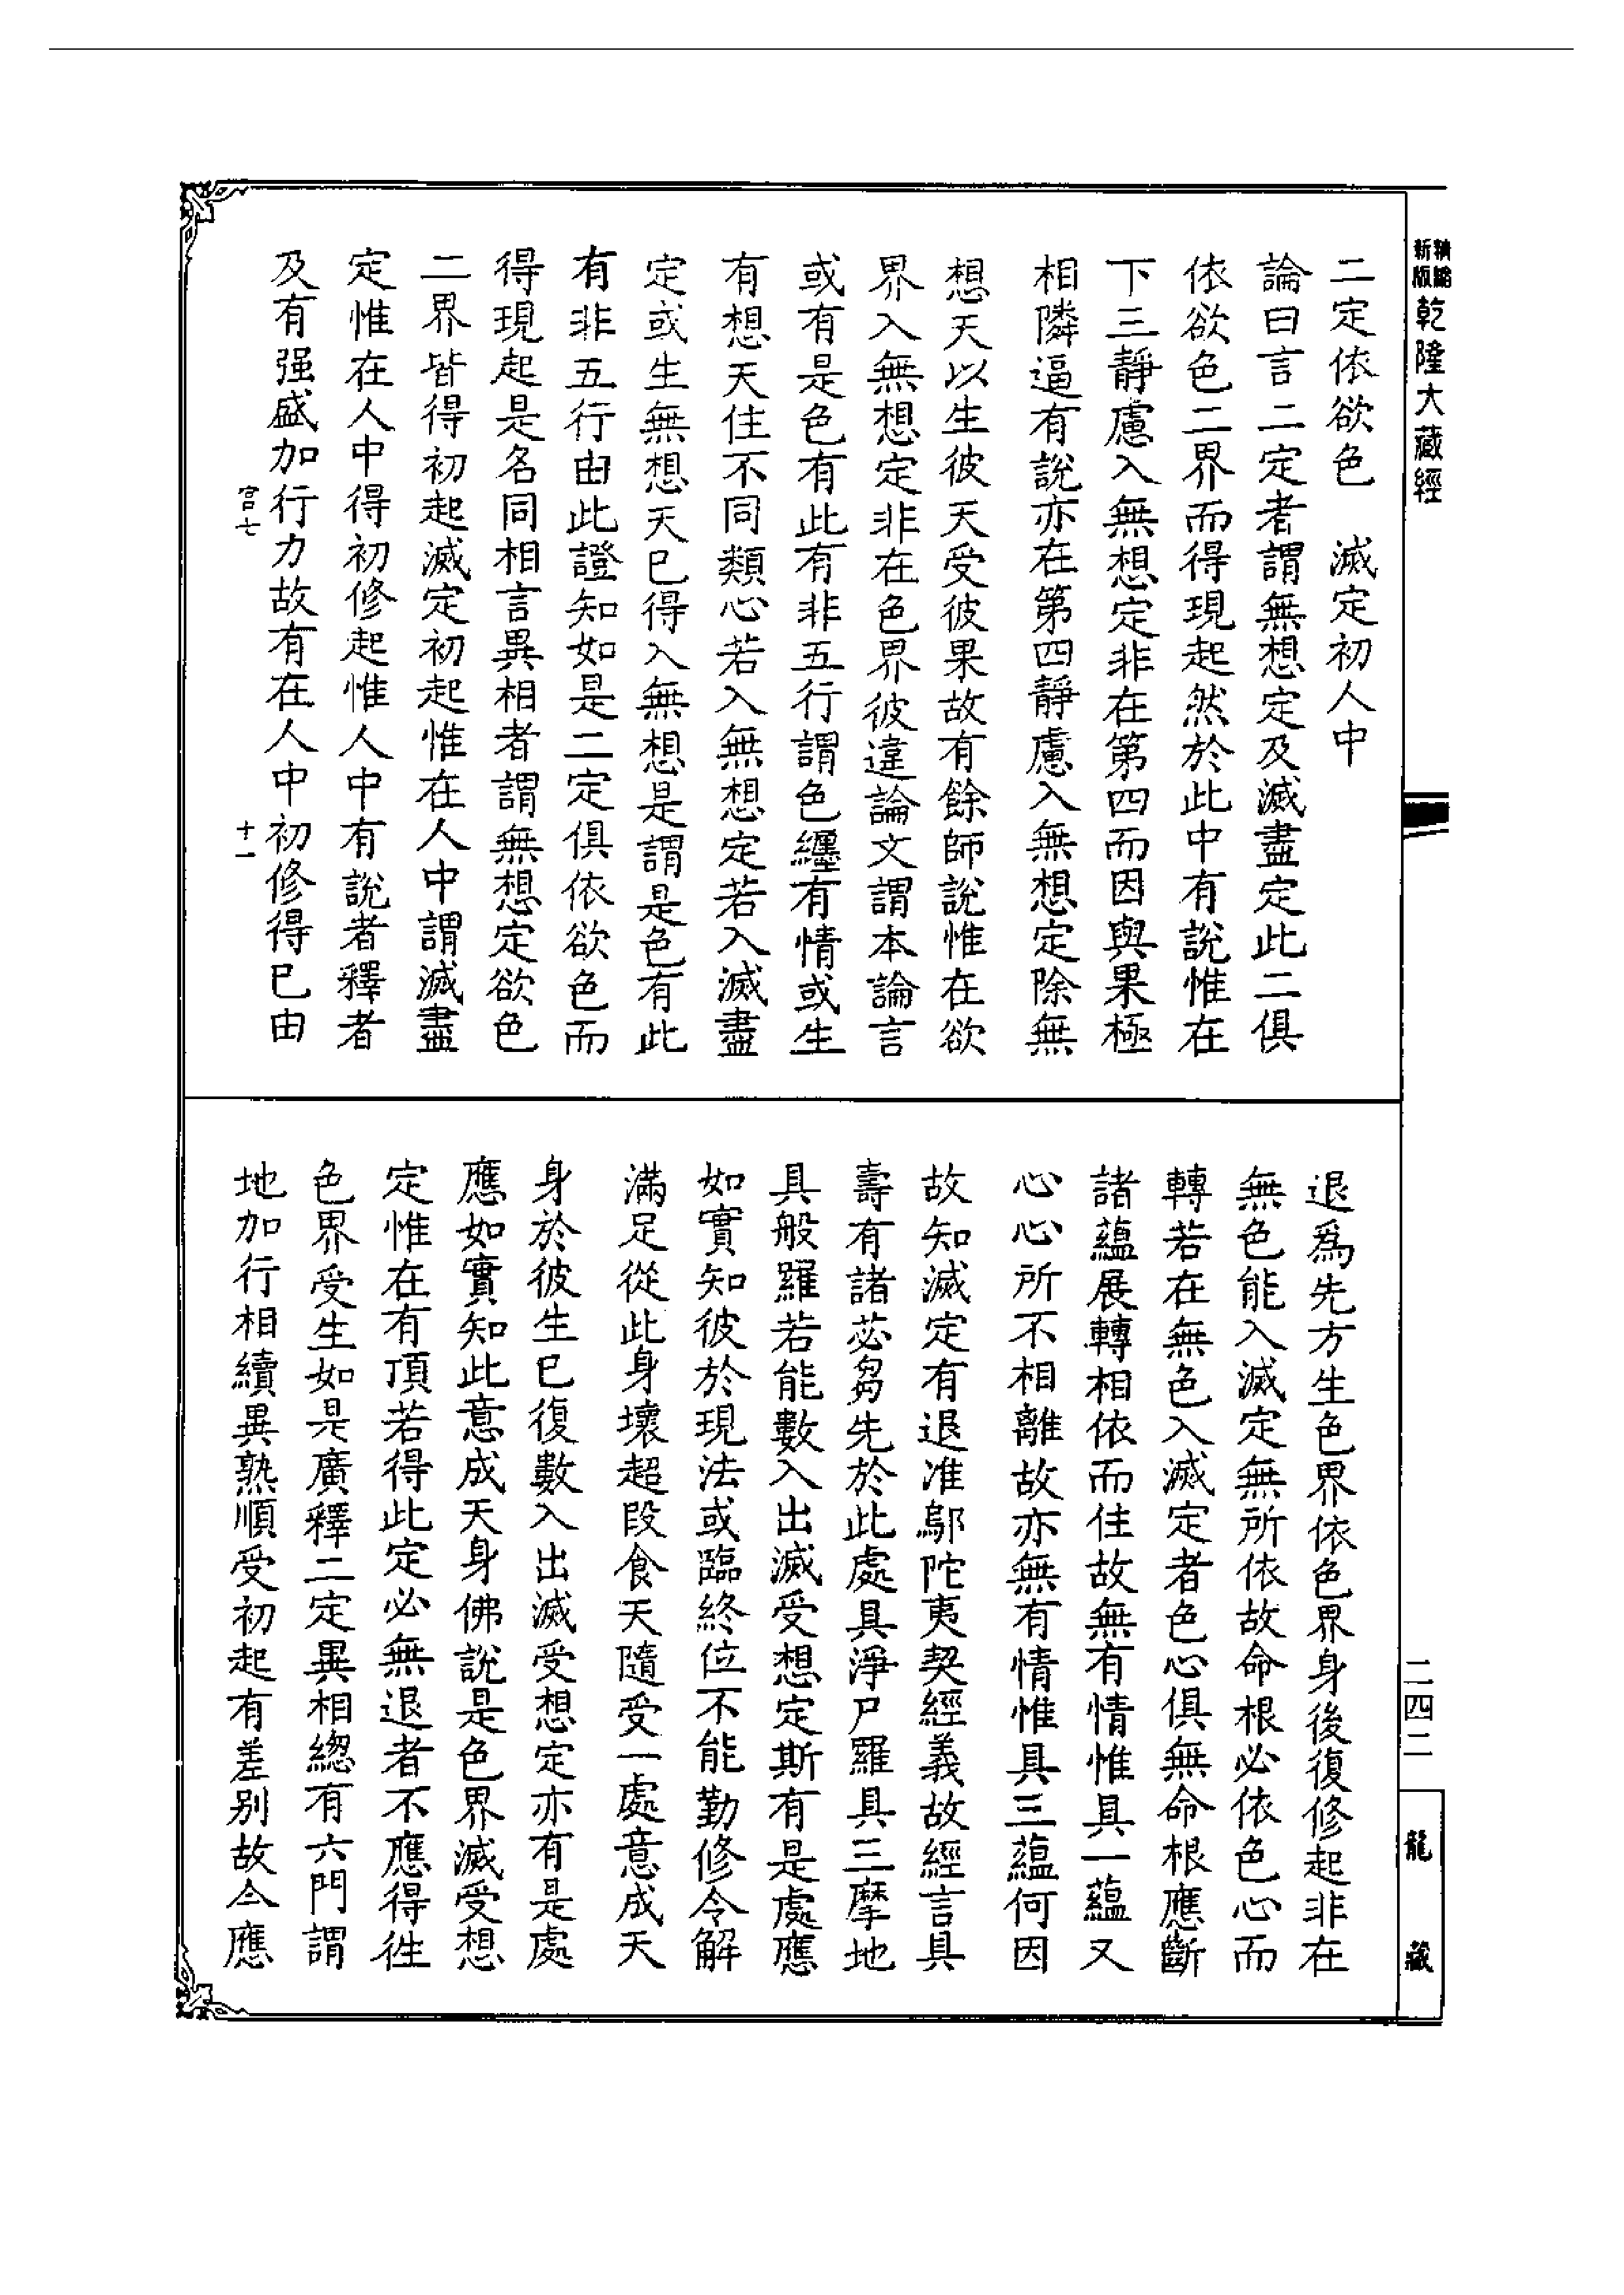 精縮
新版
乾隆大藏經
二定依欲色　滅定初人中
論曰言二定者謂無想定及滅盡定此二俱
依欲色二界而得現起然於此中有說惟在
下三靜慮入無想定非在第四而因與果極
相隣逼有說亦在第四靜慮入無想定除無
想天以生彼天受彼果故有餘師說惟在欲
界入無想定非在色界彼違論文謂本論言
或有是色有此有非五行謂色纏有情或生
有想天住不同類心若入無想定若入滅盡
定或生無想天已得入無想是謂是色有此
有非五行由此證知如是二定俱依欲色而
得現起是名同相言異相者謂無想定欲色
二界皆得初起滅定初起惟在人中謂滅盡
定惟在人中得初修起惟人中有說者釋者
及有强盛加行力故有在人中初修得已由
宫七
十一
退爲先方生色界依色界身後復修起非在
無色能入滅定無所依故命根必依色心而
轉若在無色入滅定者色心俱無命根應斷
諸蘊展轉相依而住故無有情惟具一蘊又
心心所不相離故亦無有情惟具三蘊何因
故知滅定有退准鄔陀夷契經義故經言具
壽有諸苾芻先於此處具淨尸羅具三摩地
具般羅若能數入出滅受想定斯有是處應
如實知彼於現法或臨終位不能勤修令解
滿足從此身壞超段食天隨受一處意成天
身於彼生已復數入出滅受想定亦有是處
應如實知此意成天身佛說是色界滅受想
定惟在有頂若得此定必無退者不應得徃
色界受生如是廣釋二定異相總有六門謂
地加行相續異熟順受初起有差別故今應
二四二
龍藏